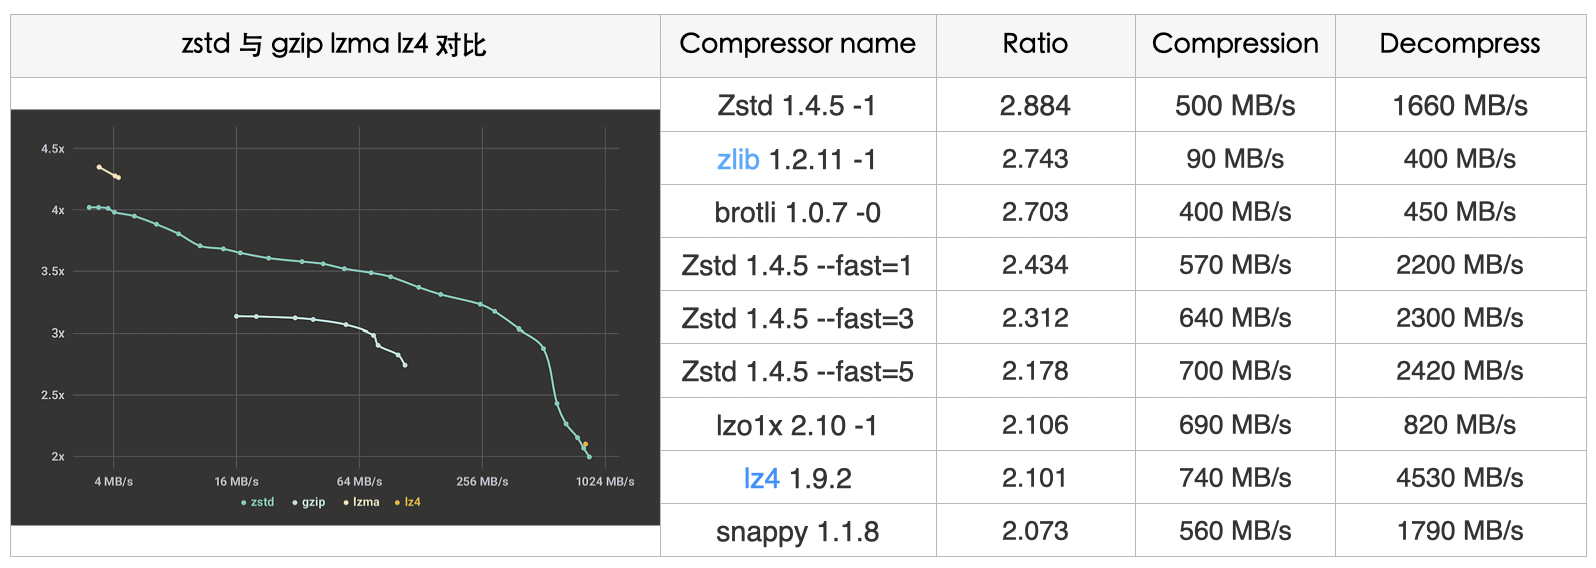 zstd 与 gzip lzma lz4 对比 Compressor name Ratio Compression Decompress
4.5x
4x
3.5x
3x
2.5x
2x
4 MB/s 16 MB/s 64 MB/s 256 MB/s 1024 MB/s
zstd gzip lzma lz4
Zstd 1.4.5 -1 2.884 500 MB/s 1660 MB/s
zlib 1.2.11 -1 2.743 90 MB/s 400 MB/s
brotli 1.0.7 -0 2.703 400 MB/s 450 MB/s
Zstd 1.4.5 --fast=1 2.434 570 MB/s 2200 MB/s
Zstd 1.4.5 --fast=3 2.312 640 MB/s 2300 MB/s
Zstd 1.4.5 --fast=5 2.178 700 MB/s 2420 MB/s
lzo1x 2.10 -1 2.106 690 MB/s 820 MB/s
lz4 1.9.2 2.101 740 MB/s 4530 MB/s
snappy 1.1.8 2.073 560 MB/s 1790 MB/s